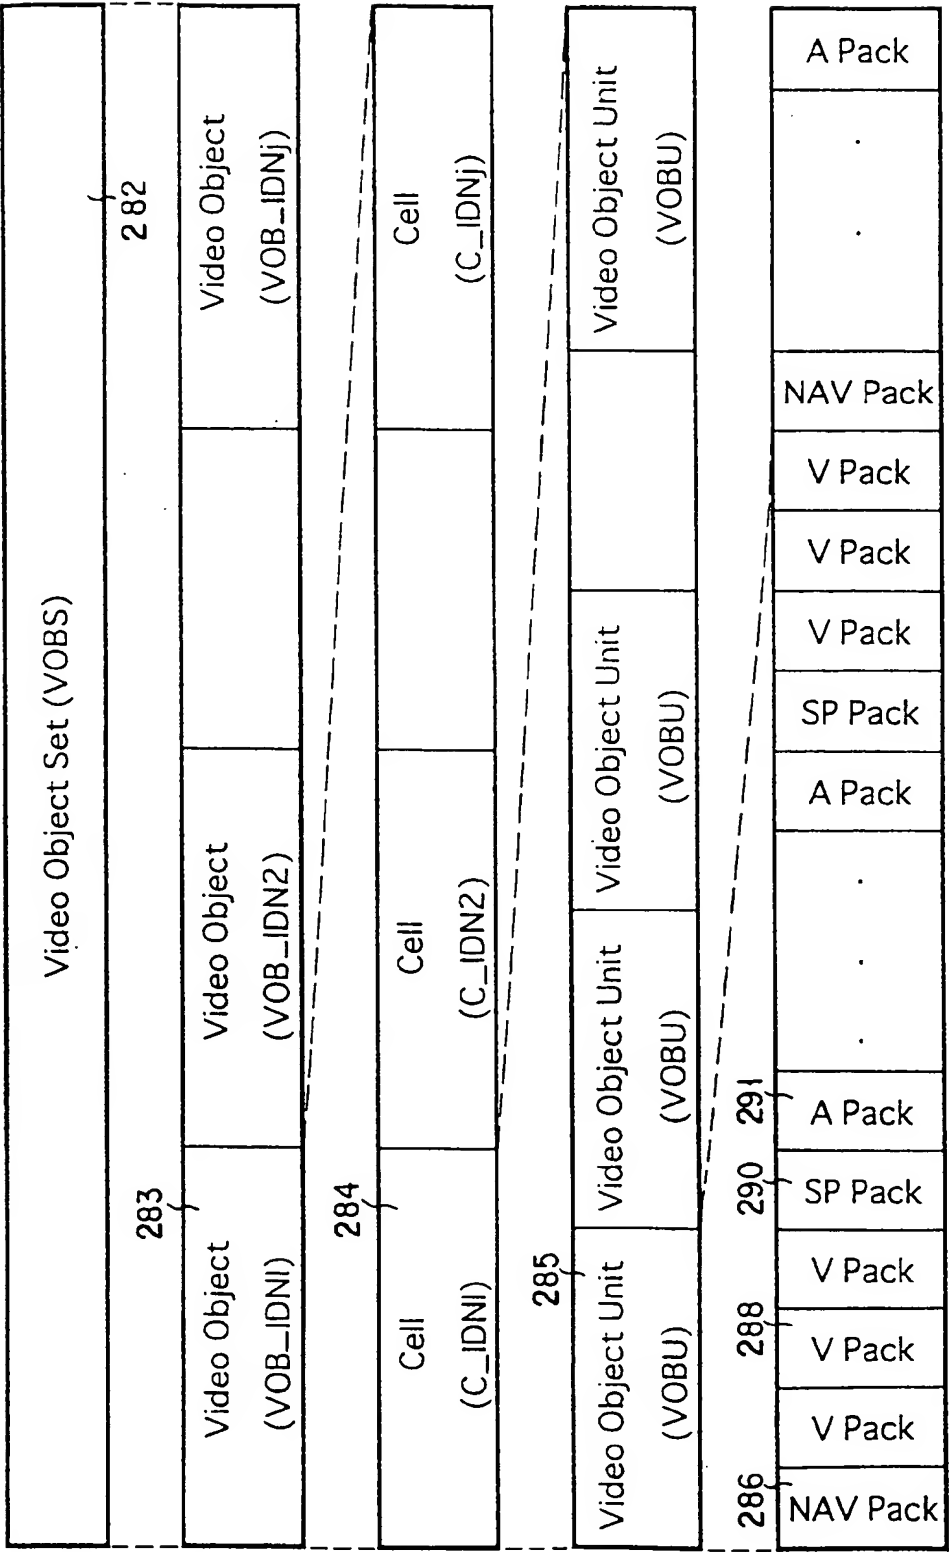 Video Object Set (VOBS)
282
283
Video Object
(VOB_IDN1)
Video Object
(VOB_IDN2)
Video Object
(VOB_IDNj)
284
Cell
(C_IDN1)
Cell
(C_IDN2)
Cell
(C_IDNj)
285
Video Object Unit
(VOBU)
Video Object Unit
(VOBU)
Video Object Unit
(VOBU)
Video Object Unit
(VOBU)
286
288
290
291
NAV Pack
V Pack
V Pack
V Pack
SP Pack
A Pack
. . .
A Pack
SP Pack
V Pack
V Pack
V Pack
NAV Pack
. .
A Pack